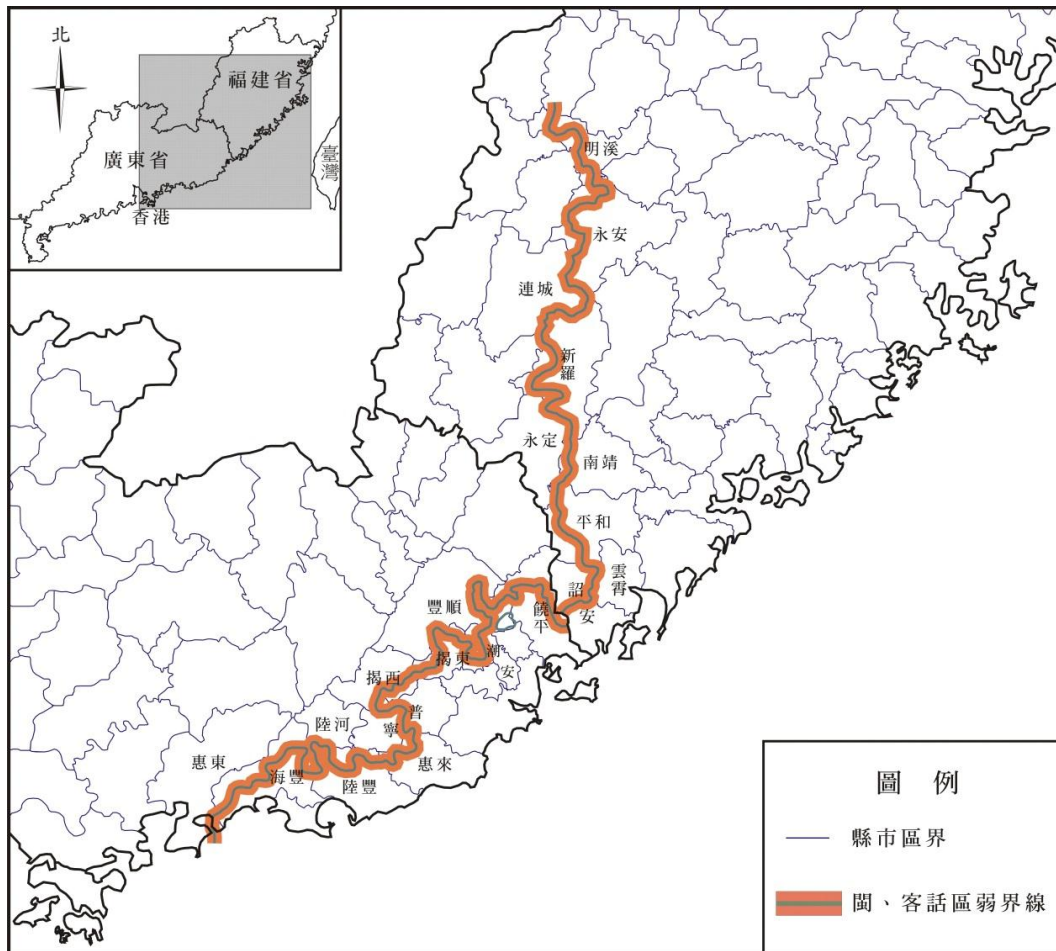 北
福建省
廣東省
臺灣
香港
明溪
永安
連城
新羅
永定
南靖
平和
雲霄
詔安
饒平
豐順
潮安
揭東
揭西
普寧
陸河
惠東
海豐
陸豐
惠來
圖例
縣市區界
閩、客話區弱界線